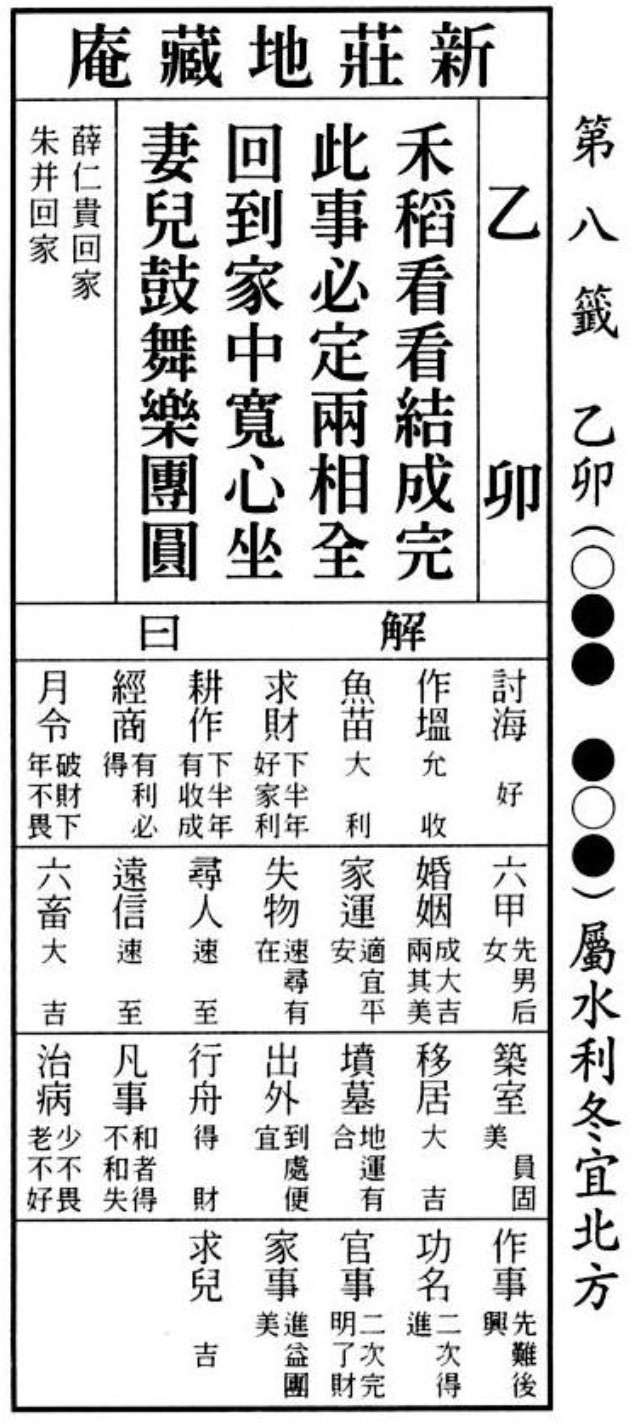 第八籤　乙卯(○●●　●○●)屬水利冬宜北方
新莊地藏庵
乙卯
禾稻看看結成完
此事必定兩相全
回到家中寬心坐
妻兒鼓舞樂團圓
薛仁貴回家
朱并回家
解曰
討海　好
作塭　允收
魚苗　大利
求財　下半年好家利
耕作　下半年有收成
經商　有利必得
月令　破財下年不畏
六甲　先男后女
婚姻　成大吉兩其美
家運　適宜平安
失物　速尋有在
尋人　速至
遠信　速至
六畜　大吉
築室　員固美
移居　大吉
墳墓　地運有合
出外　到處便宜
行舟　得財
凡事　和者得不和失
治病　少不畏老不好
作事　先難後興
功名　二次得進
官事　二次完明了財
家事　進益團美
求兒　吉